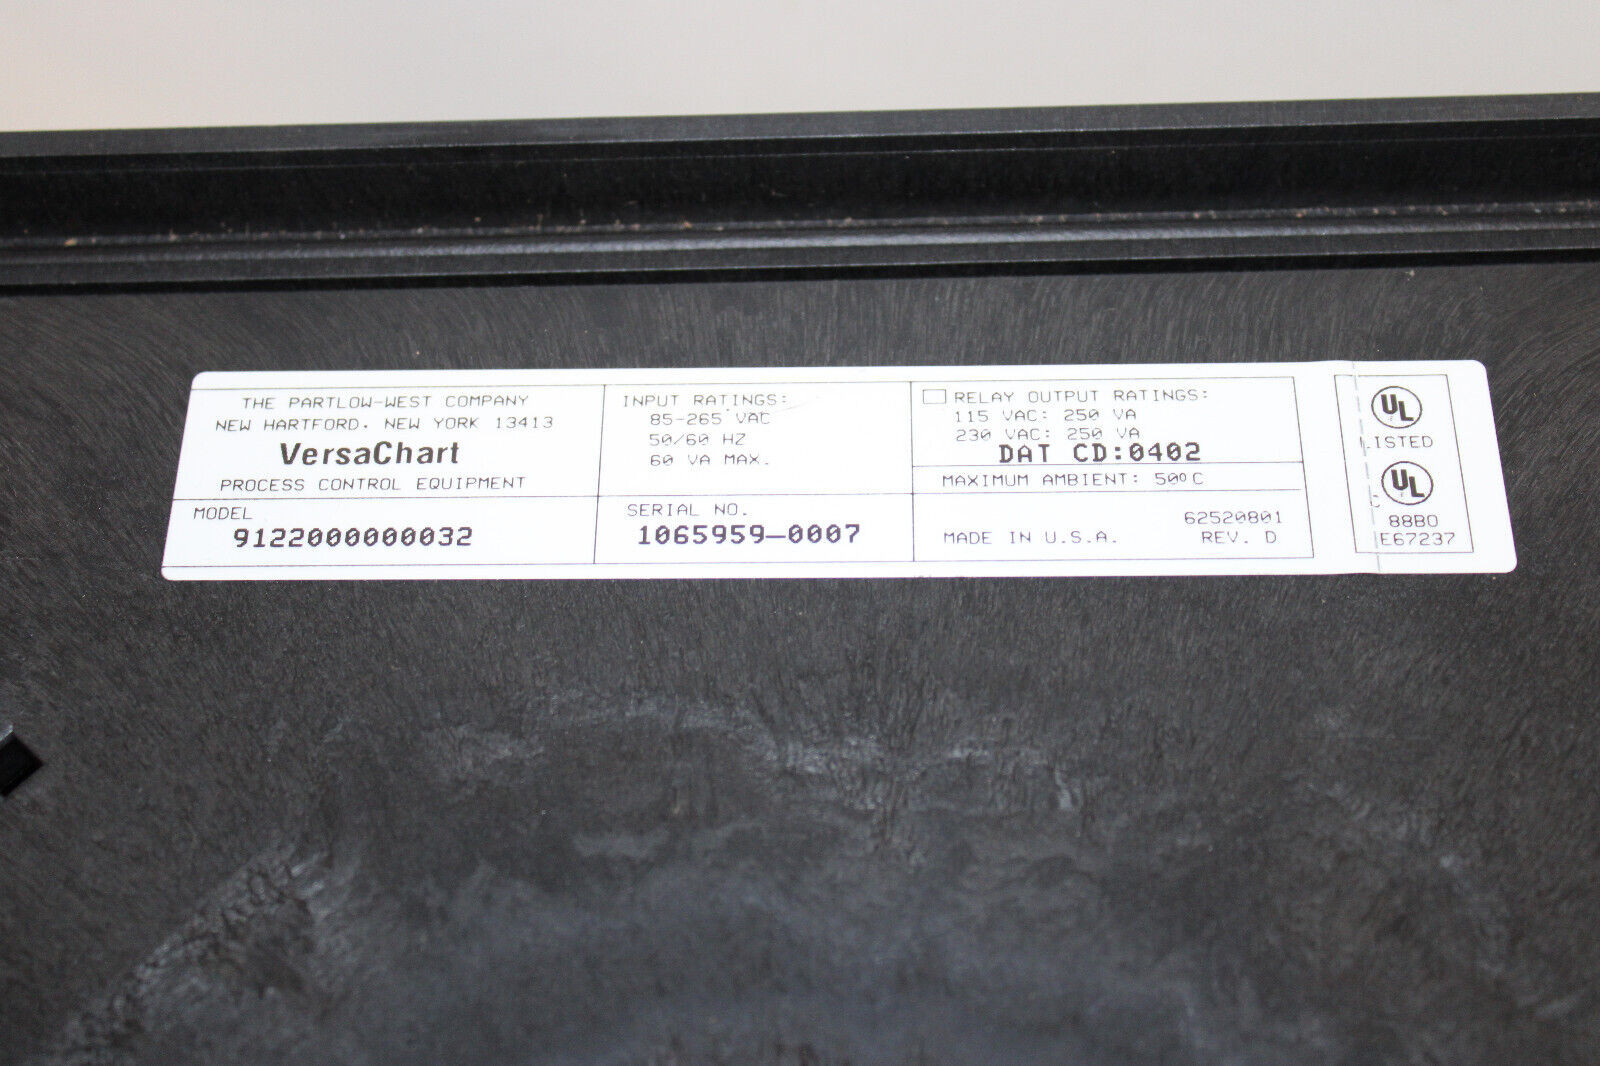 THE PARTLOW-WEST COMPANY
NEW HARTFORD. NEW YORK 13413
VersaChart
PROCESS CONTROL EQUIPMENT
MODEL
9122000000032
INPUT RATINGS:
85-265 VAC
50/60 HZ
60 VA MAX.
SERIAL NO.
1065959-0007
RELAY OUTPUT RATINGS:
115 VAC: 250 VA
230 VAC: 250 VA
DAT CD:0402
MAXIMUM AMBIENT: 50° C
MADE IN U.S.A.
62520801
REV. D
UL
LISTED
C UL
88BO
E67237